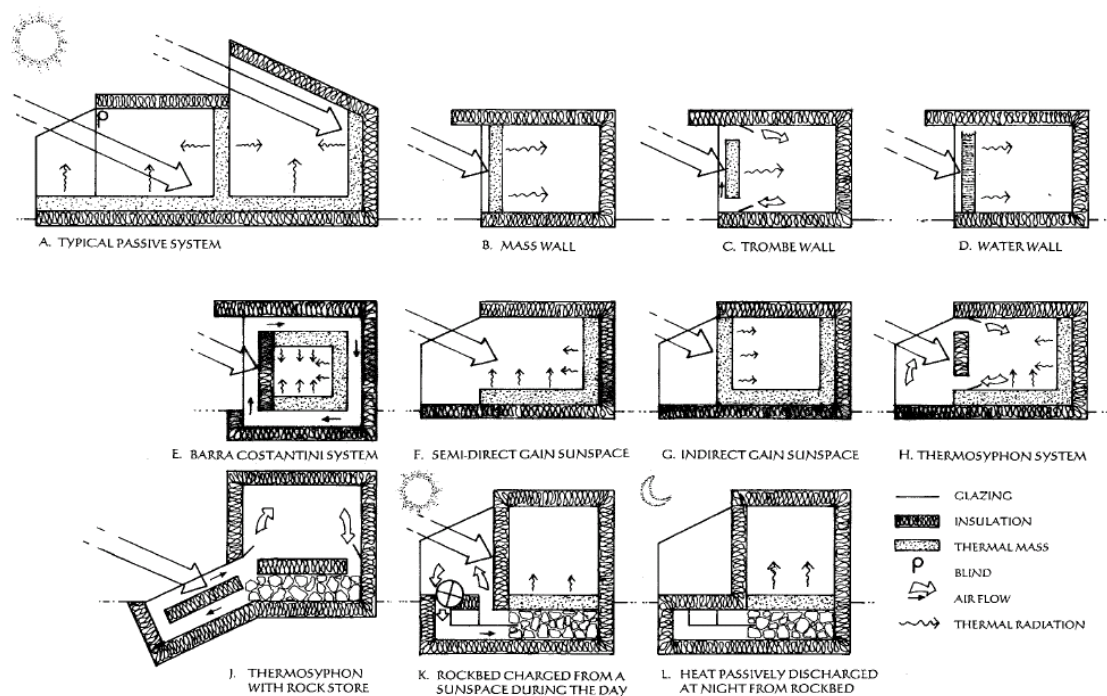 A. TYPICAL PASSIVE SYSTEM
B. MASS WALL
C. TROMBE WALL
D. WATER WALL
E. BARRA COSTANTINI SYSTEM
F. SEMI-DIRECT GAIN SUNSPACE
G. INDIRECT GAIN SUNSPACE
H. THERMOSYPHON SYSTEM
J. THERMOSYPHON
WITH ROCK STORE
K. ROCKBED CHARGED FROM A
SUNSPACE DURING THE DAY
L. HEAT PASSIVELY DISCHARGED
AT NIGHT FROM ROCKBED
GLAZING
INSULATION
THERMAL MASS
BLIND
AIR FLOW
THERMAL RADIATION